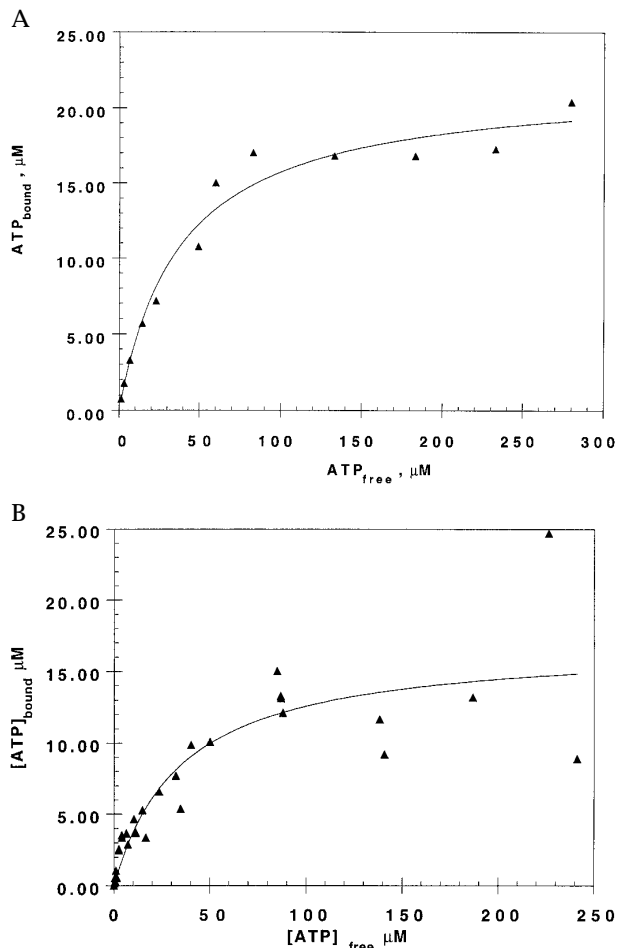 A
25.00
20.00
15.00
10.00
5.00
0.00
ATP bound , μM
0 50 100 150 200 250 300
ATP free , μM
B
25.00
20.00
15.00
10.00
5.00
0.00
[ATP] bound μM
0 50 100 150 200 250
[ATP] free μM